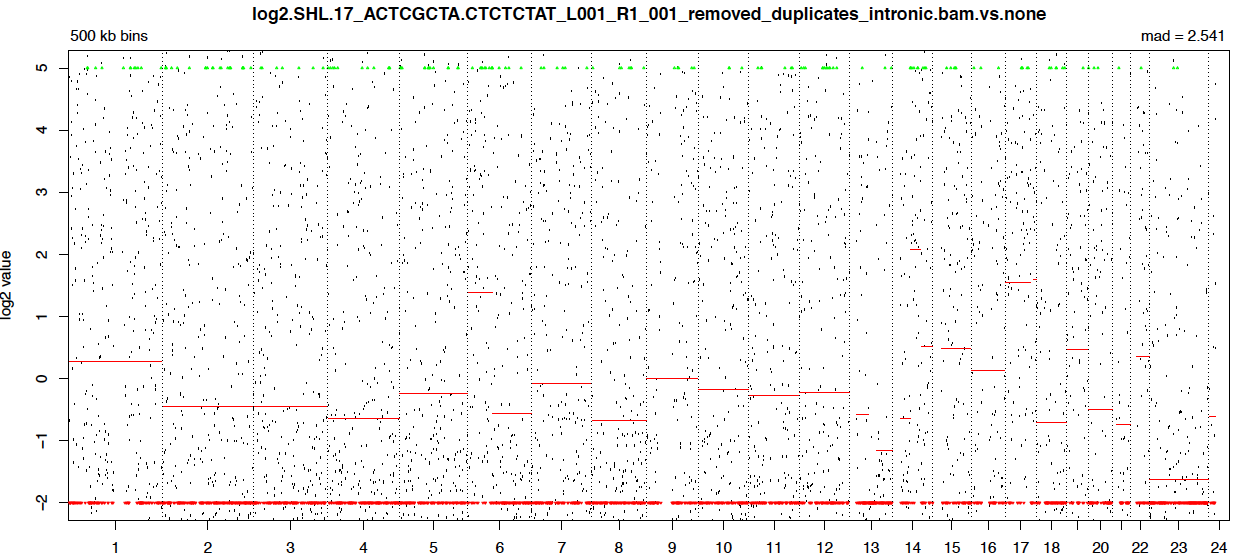 log2.SHL.17_ACTCGCTA.CTCTCTAT_L001_R1_001_removed_duplicates_intronic.bam.vs.none
500 kb bins
mad = 2.541
5
4
3
2
1
0
−1
−2
log2 value
1 2 3 4 5 6 7 8 9 10 11 12 13 14 15 16 17 18 20 22 23 24